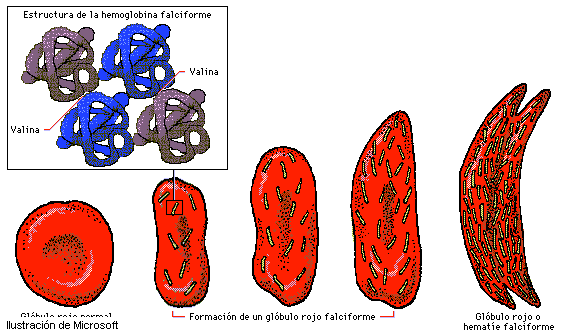 Estructura de la hemoglobina falciforme
Valina
Valina
Glóbulo rojo normal
Ilustración de Microsoft
Formación de un glóbulo rojo falciforme
Glóbulo rojo o
hematíe falciforme